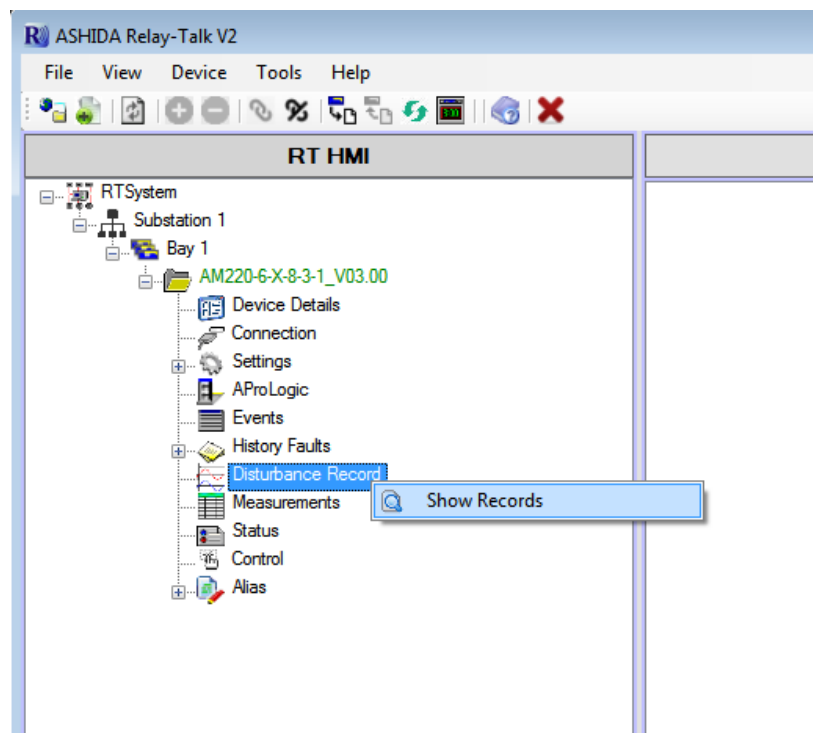 ASHIDA Relay-Talk V2
File View Device Tools Help
RT HMI
RTSystem
Substation 1
Bay 1
AM220-6-X-8-3-1_V03.00
Device Details
Connection
Settings
AProLogic
Events
History Faults
Disturbance Record
Show Records
Measurements
Status
Control
Alias